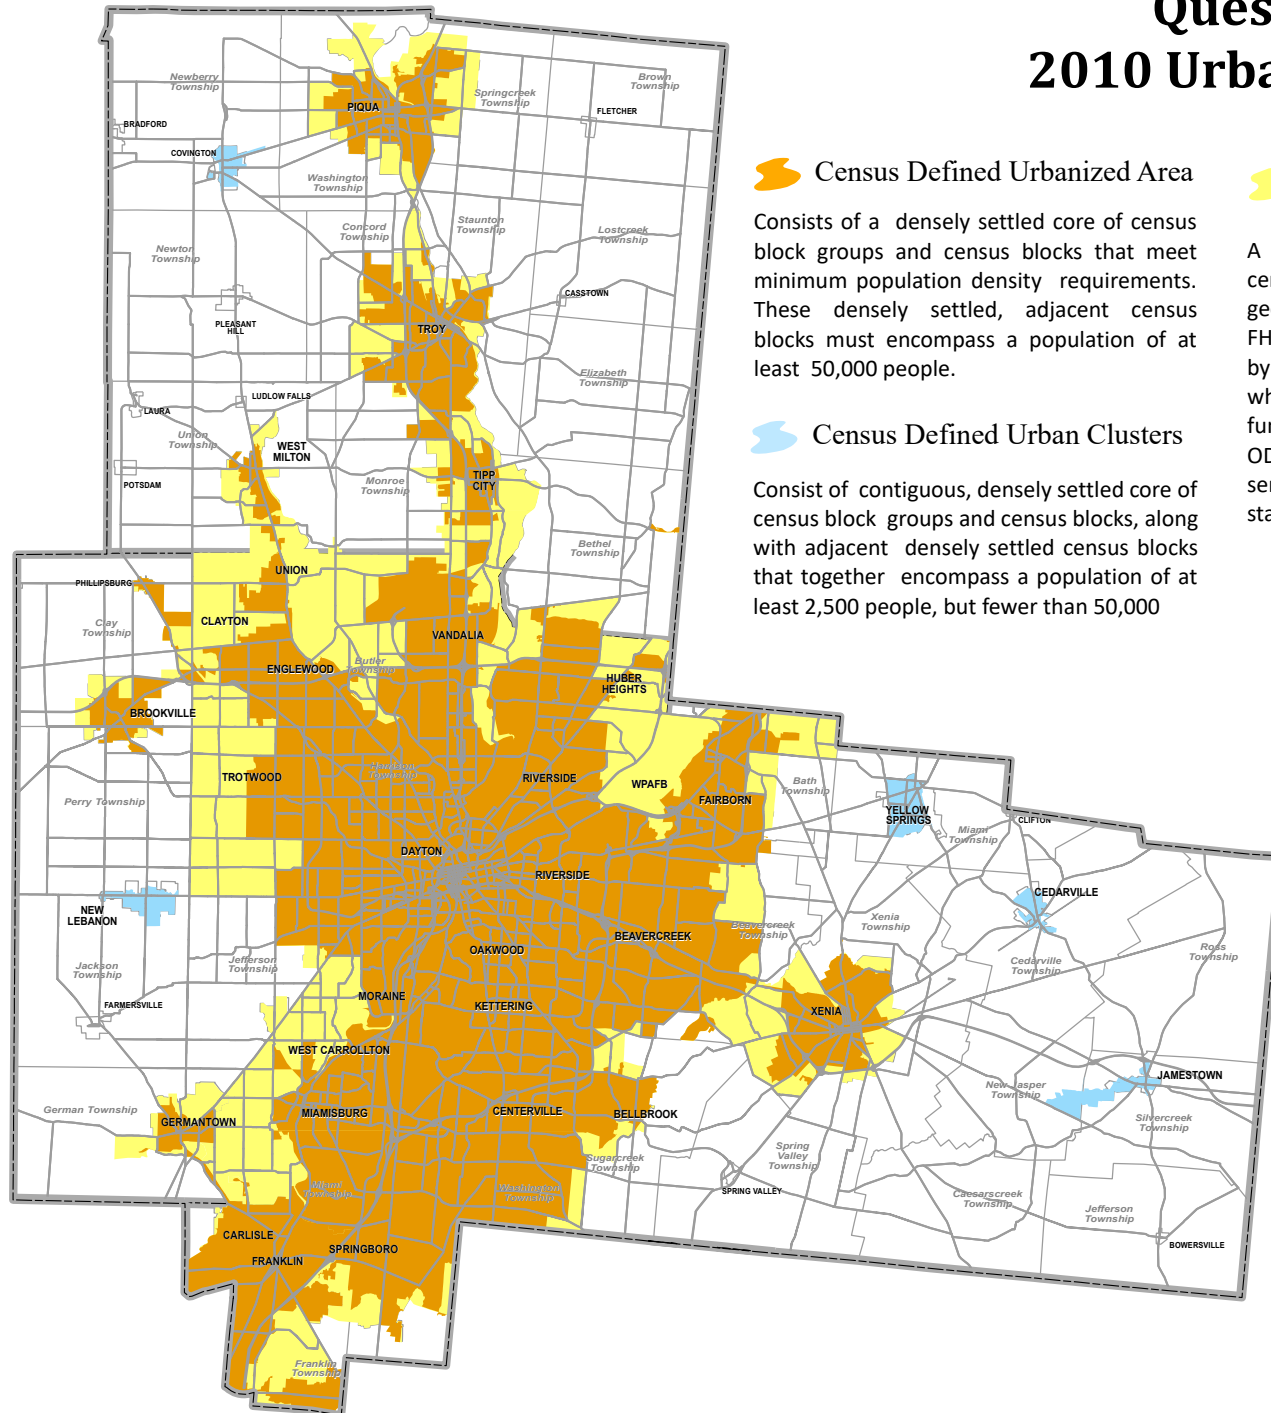 Ques
2010 Urba
Census Defined Urbanized Area
Consists of a densely settled core of census
block groups and census blocks that meet
minimum population density requirements.
These densely settled, adjacent census
blocks must encompass a population of at
least 50,000 people.
Census Defined Urban Clusters
Consist of contiguous, densely settled core of
census block groups and census blocks, along
with adjacent densely settled census blocks
that together encompass a population of at
least 2,500 people, but fewer than 50,000
A
cen
ge
FH
by
wh
fur
OD
ser
sta
Newberry
Township
PIQUA
Springcreek
Township
Brown
Township
FLETCHER
BRADFORD
COVINGTON
Washington
Township
Newton
Township
Concord
Township
Staunton
Township
Lostcreek
Township
CASSTOWN
PLEASANT
HILL
TROY
Elizabeth
Township
LAURA
LUDLOW FALLS
Union
Township
WEST
MILTON
POTSDAM
Monroe
Township
TIPP
CITY
Bethel
Township
PHILLIPSBURG
UNION
Clay
Township
CLAYTON
VANDALIA
ENGLEWOOD
Butler
Township
HUBER
HEIGHTS
BROOKVILLE
TROTWOOD
Harrison
Township
RIVERSIDE
WPAFB
FAIRBORN
Bath
Township
YELLOW
SPRINGS
Perry Township
Miami
Township
CLIFTON
DAYTON
RIVERSIDE
CEDARVILLE
NEW
LEBANON
OAKWOOD
BEAVERCREEK
Beavercreek
Township
Xenia
Township
Ross
Township
Jackson
Township
Jefferson
Township
Cedarville
Township
FARMERSVILLE
MORAINE
KETTERING
XENIA
WEST CARROLLTON
JAMESTOWN
New Jasper
Township
German Township
GERMANTOWN
MIAMISBURG
CENTERVILLE
BELLBROOK
Silvercreek
Township
Sugarcreek
Township
Spring
Valley
Township
Miami
Township
Washington
Township
SPRING VALLEY
Caesarscreek
Township
Jefferson
Township
CARLISLE
FRANKLIN
SPRINGBORO
BOWERSVILLE
Franklin
Township